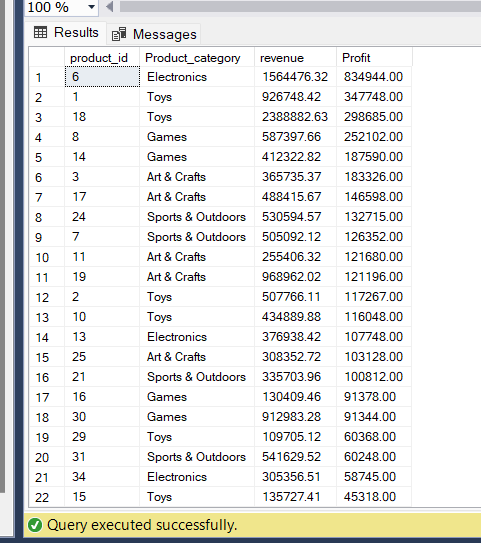 100 %
Results Messages
product_id Product_category revenue Profit
1 6 Electronics 1564476.32 834944.00
2 1 Toys 926748.42 347748.00
3 18 Toys 2388882.63 298685.00
4 8 Games 587397.66 252102.00
5 14 Games 412322.82 187590.00
6 3 Art & Crafts 365735.37 183326.00
7 17 Art & Crafts 488415.67 146598.00
8 24 Sports & Outdoors 530594.57 132715.00
9 7 Sports & Outdoors 505092.12 126352.00
10 11 Art & Crafts 255406.32 121680.00
11 19 Art & Crafts 968962.02 121196.00
12 2 Toys 507766.11 117267.00
13 10 Toys 434889.88 116048.00
14 13 Electronics 376938.42 107748.00
15 25 Art & Crafts 308352.72 103128.00
16 21 Sports & Outdoors 335703.96 100812.00
17 16 Games 130409.46 91378.00
18 30 Games 912983.28 91344.00
19 29 Toys 109705.12 60368.00
20 31 Sports & Outdoors 541629.52 60248.00
21 34 Electronics 305356.51 58745.00
22 15 Toys 135727.41 45318.00
Query executed successfully.